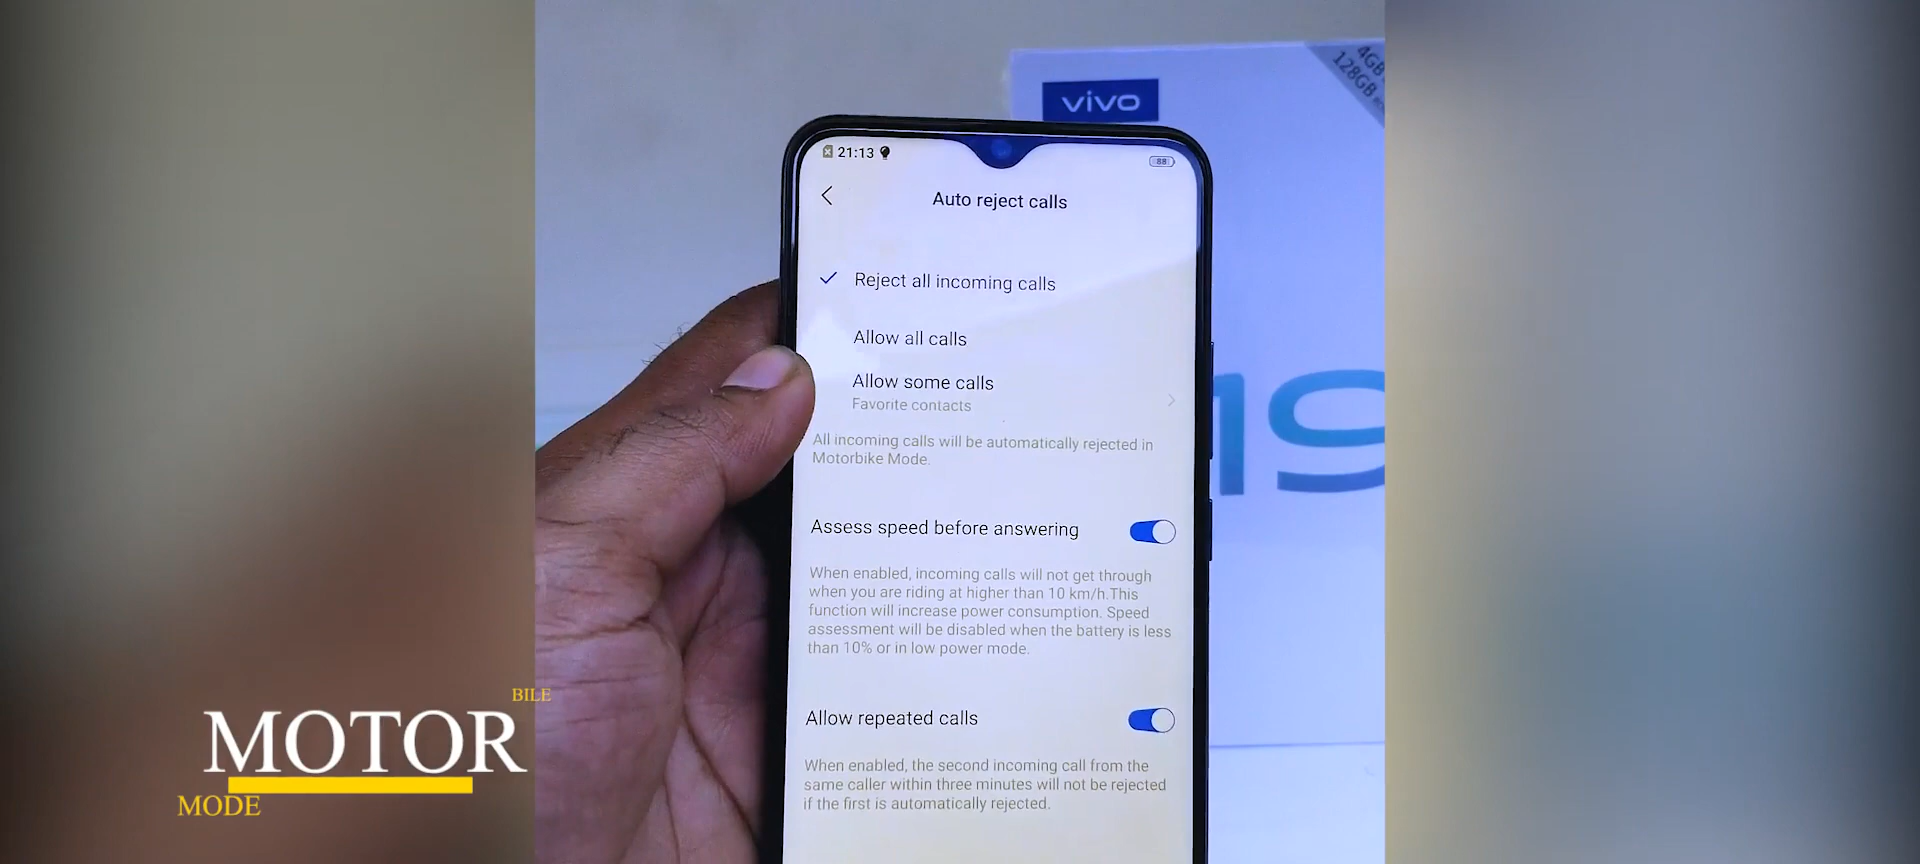 4GB
128GB
vivo
19
21:13
88
Auto reject calls
Reject all incoming calls
Allow all calls
Allow some calls
Favorite contacts
All incoming calls will be automatically rejected in
Motorbike Mode.
Assess speed before answering
When enabled, incoming calls will not get through
when you are riding at higher than 10 km/h.This
function will increase power consumption. Speed
assessment will be disabled when the battery is less
than 10% or in low power mode.
Allow repeated calls
When enabled, the second incoming call from the
same caller within three minutes will not be rejected
if the first is automatically rejected.
BILE
MOTOR
MODE